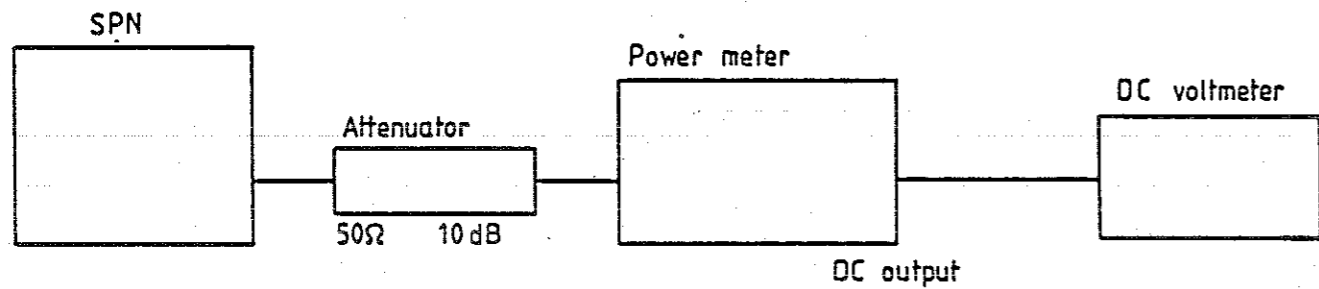 SPN
Power meter
DC voltmeter
Attenuator
50Ω 10 dB
DC output